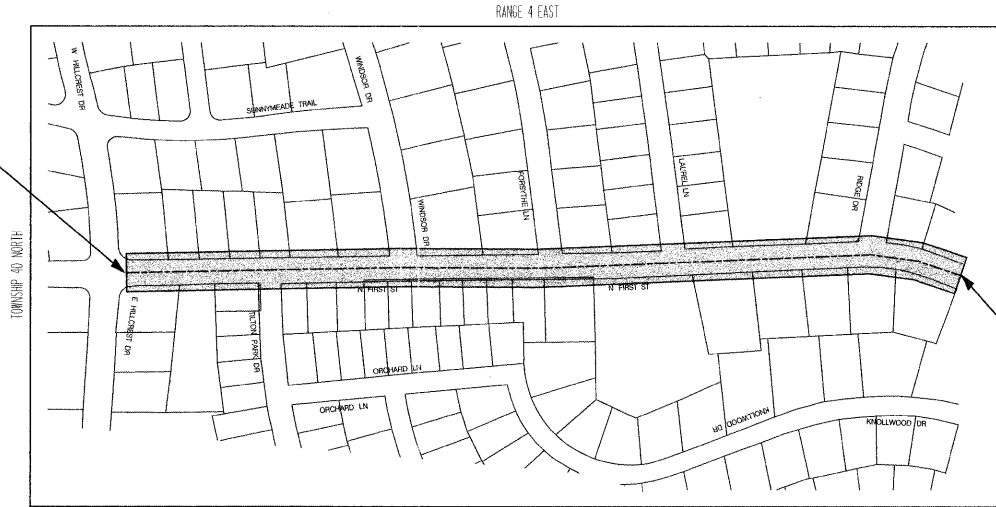 RANGE 4 EAST
TOWNSHIP 40 NORTH
W HILLCREST DR
WINDSOR DR
SUNNYMEADE TRAIL
WINDSOR DR
FORSYTHE LN
LAUREL LN
RIDGE DR
N FIRST ST
N FIRST ST
E HILLCREST DR
TILTON PARK DR
ORCHARD LN
ORCHARD LN
KNOLLWOOD DR
KNOLLWOOD DR